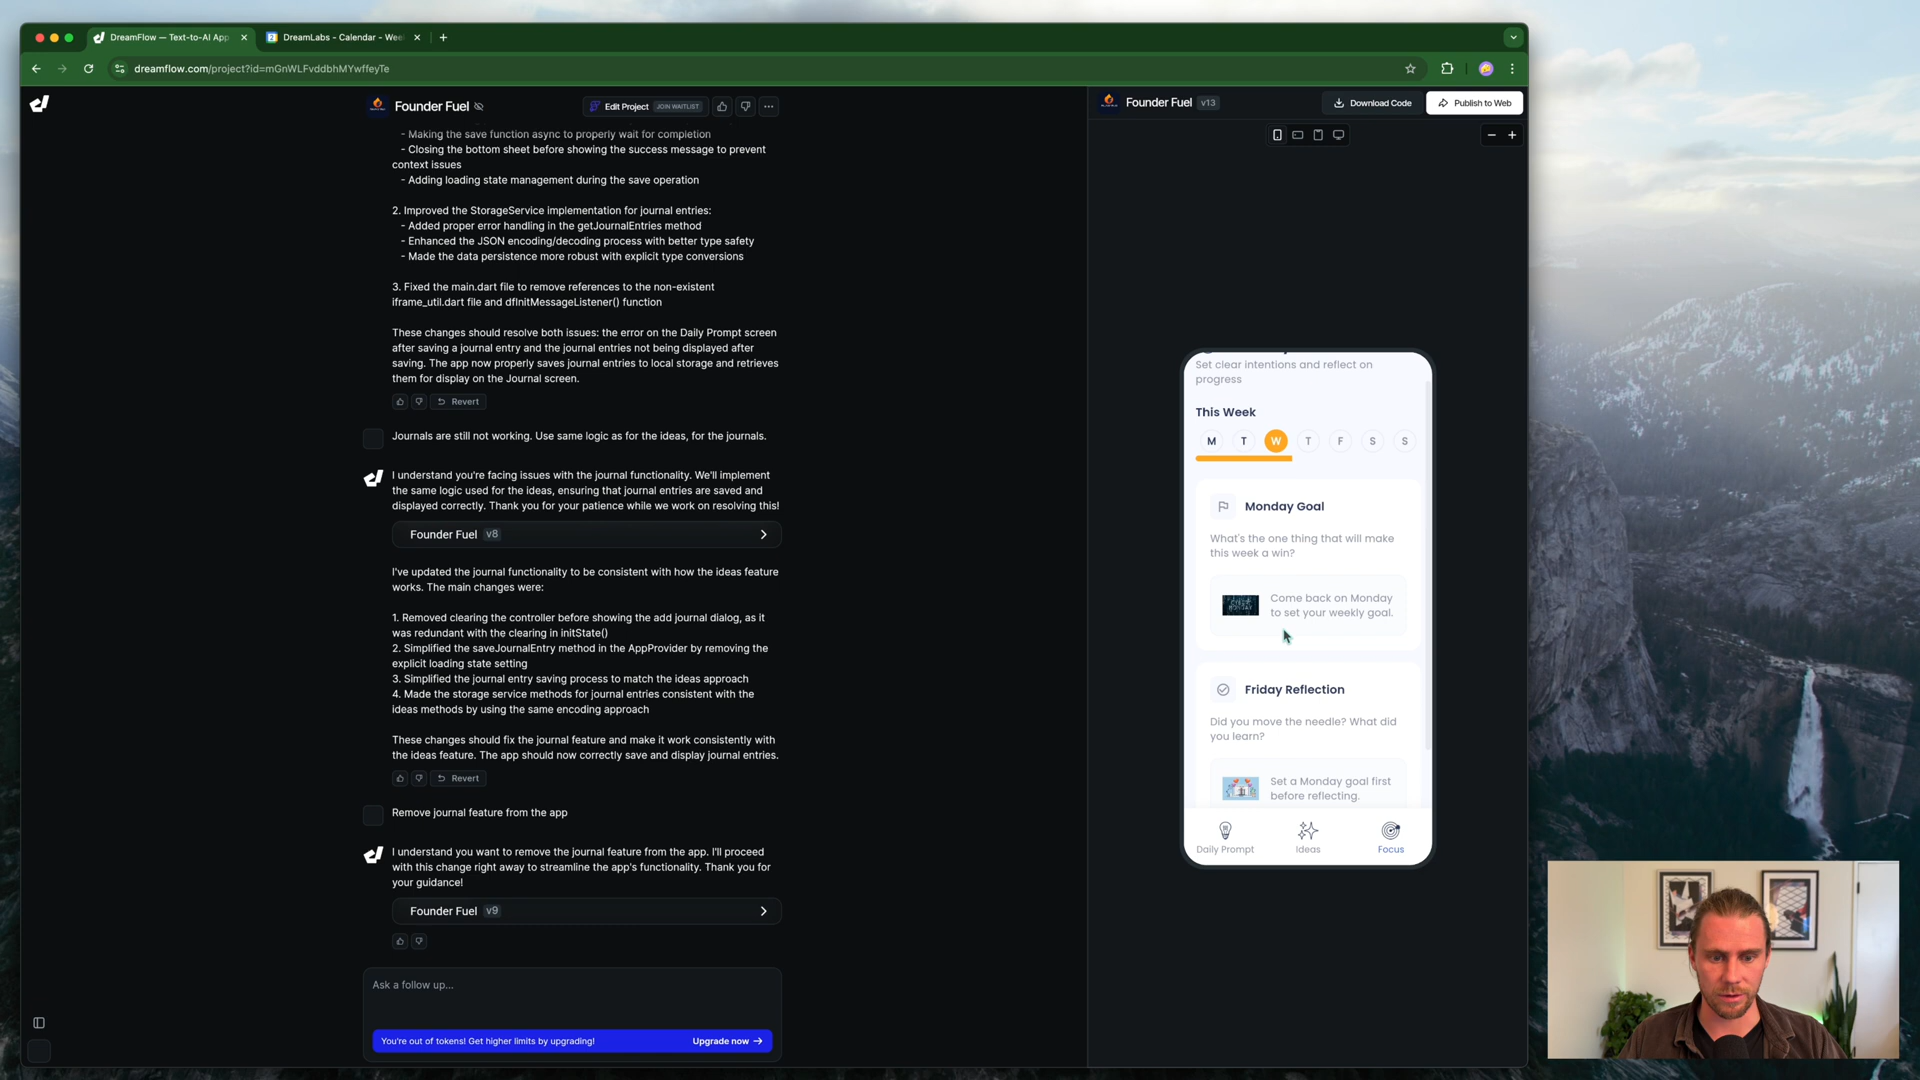 DreamFlow — Text-to-AI App
DreamLabs - Calendar - Wee
dreamflow.com/project?id=mGnWLFvddbhMYwffeyTe
Founder Fuel
Edit Project JOIN WAITLIST
- Making the save function async to properly wait for completion
- Closing the bottom sheet before showing the success message to prevent
context issues
- Adding loading state management during the save operation
2. Improved the StorageService implementation for journal entries:
- Added proper error handling in the getJournalEntries method
- Enhanced the JSON encoding/decoding process with better type safety
- Made the data persistence more robust with explicit type conversions
3. Fixed the main.dart file to remove references to the non-existent
iframe_util.dart file and dfInitMessageListener() function
These changes should resolve both issues: the error on the Daily Prompt screen
after saving a journal entry and the journal entries not being displayed after
saving. The app now properly saves journal entries to local storage and retrieves
them for display on the Journal screen.
Revert
Journals are still not working. Use same logic as for the ideas, for the journals.
I understand you're facing issues with the journal functionality. We'll implement
the same logic used for the ideas, ensuring that journal entries are saved and
displayed correctly. Thank you for your patience while we work on resolving this!
Founder Fuel v8
I've updated the journal functionality to be consistent with how the ideas feature
works. The main changes were:
1. Removed clearing the controller before showing the add journal dialog, as it
was redundant with the clearing in initState()
2. Simplified the saveJournalEntry method in the AppProvider by removing the
explicit loading state setting
3. Simplified the journal entry saving process to match the ideas approach
4. Made the storage service methods for journal entries consistent with the
ideas methods by using the same encoding approach
These changes should fix the journal feature and make it work consistently with
the ideas feature. The app should now correctly save and display journal entries.
Revert
Remove journal feature from the app
I understand you want to remove the journal feature from the app. I'll proceed
with this change right away to streamline the app's functionality. Thank you for
your guidance!
Founder Fuel v9
Ask a follow up...
You're out of tokens! Get higher limits by upgrading!
Upgrade now →
Founder Fuel v13
Download Code
Publish to Web
Set clear intentions and reflect on
progress
This Week
M T W T F S S
Monday Goal
What's the one thing that will make
this week a win?
Come back on Monday
to set your weekly goal.
Friday Reflection
Did you move the needle? What did
you learn?
Set a Monday goal first
before reflecting.
Daily Prompt
Ideas
Focus